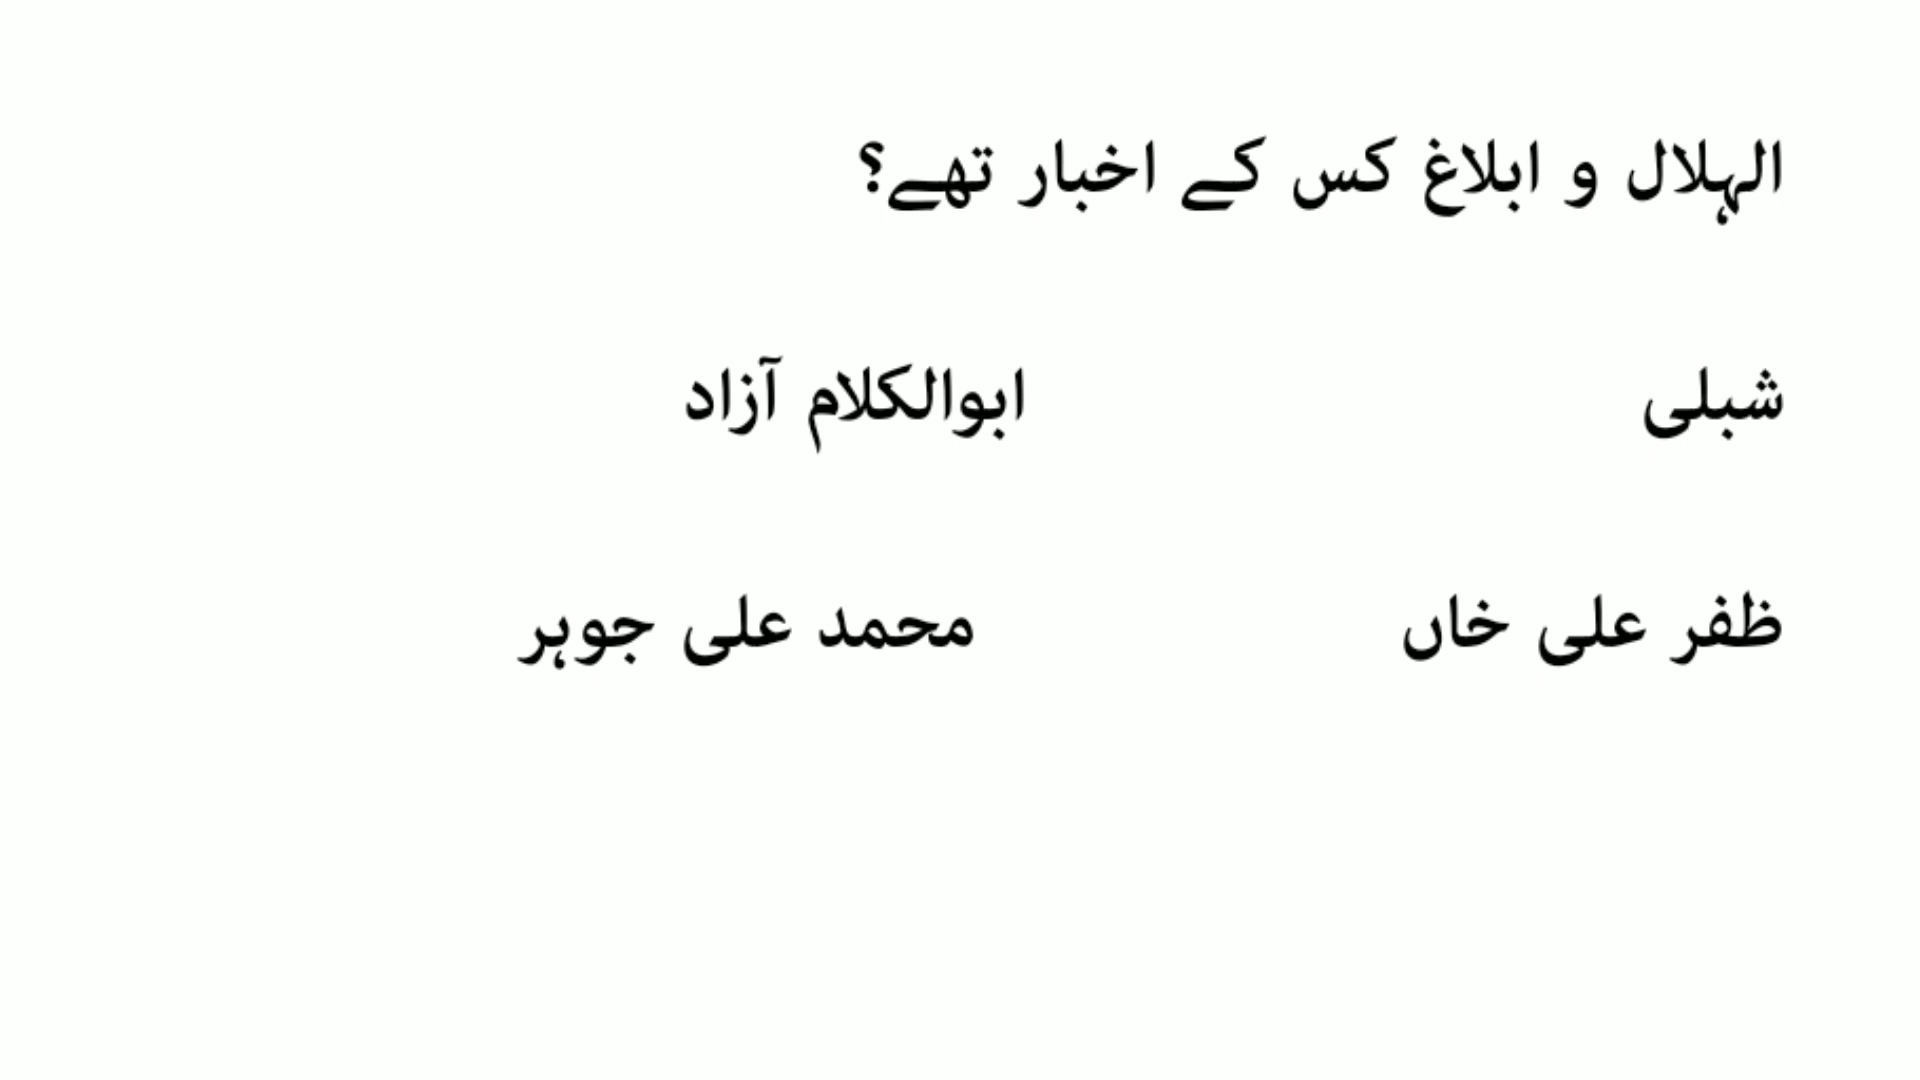 الہلال و ابلاغ کس کے اخبار تھے؟
شبلی ابوالکلام آزاد
ظفر علی خاں محمد علی جوہر